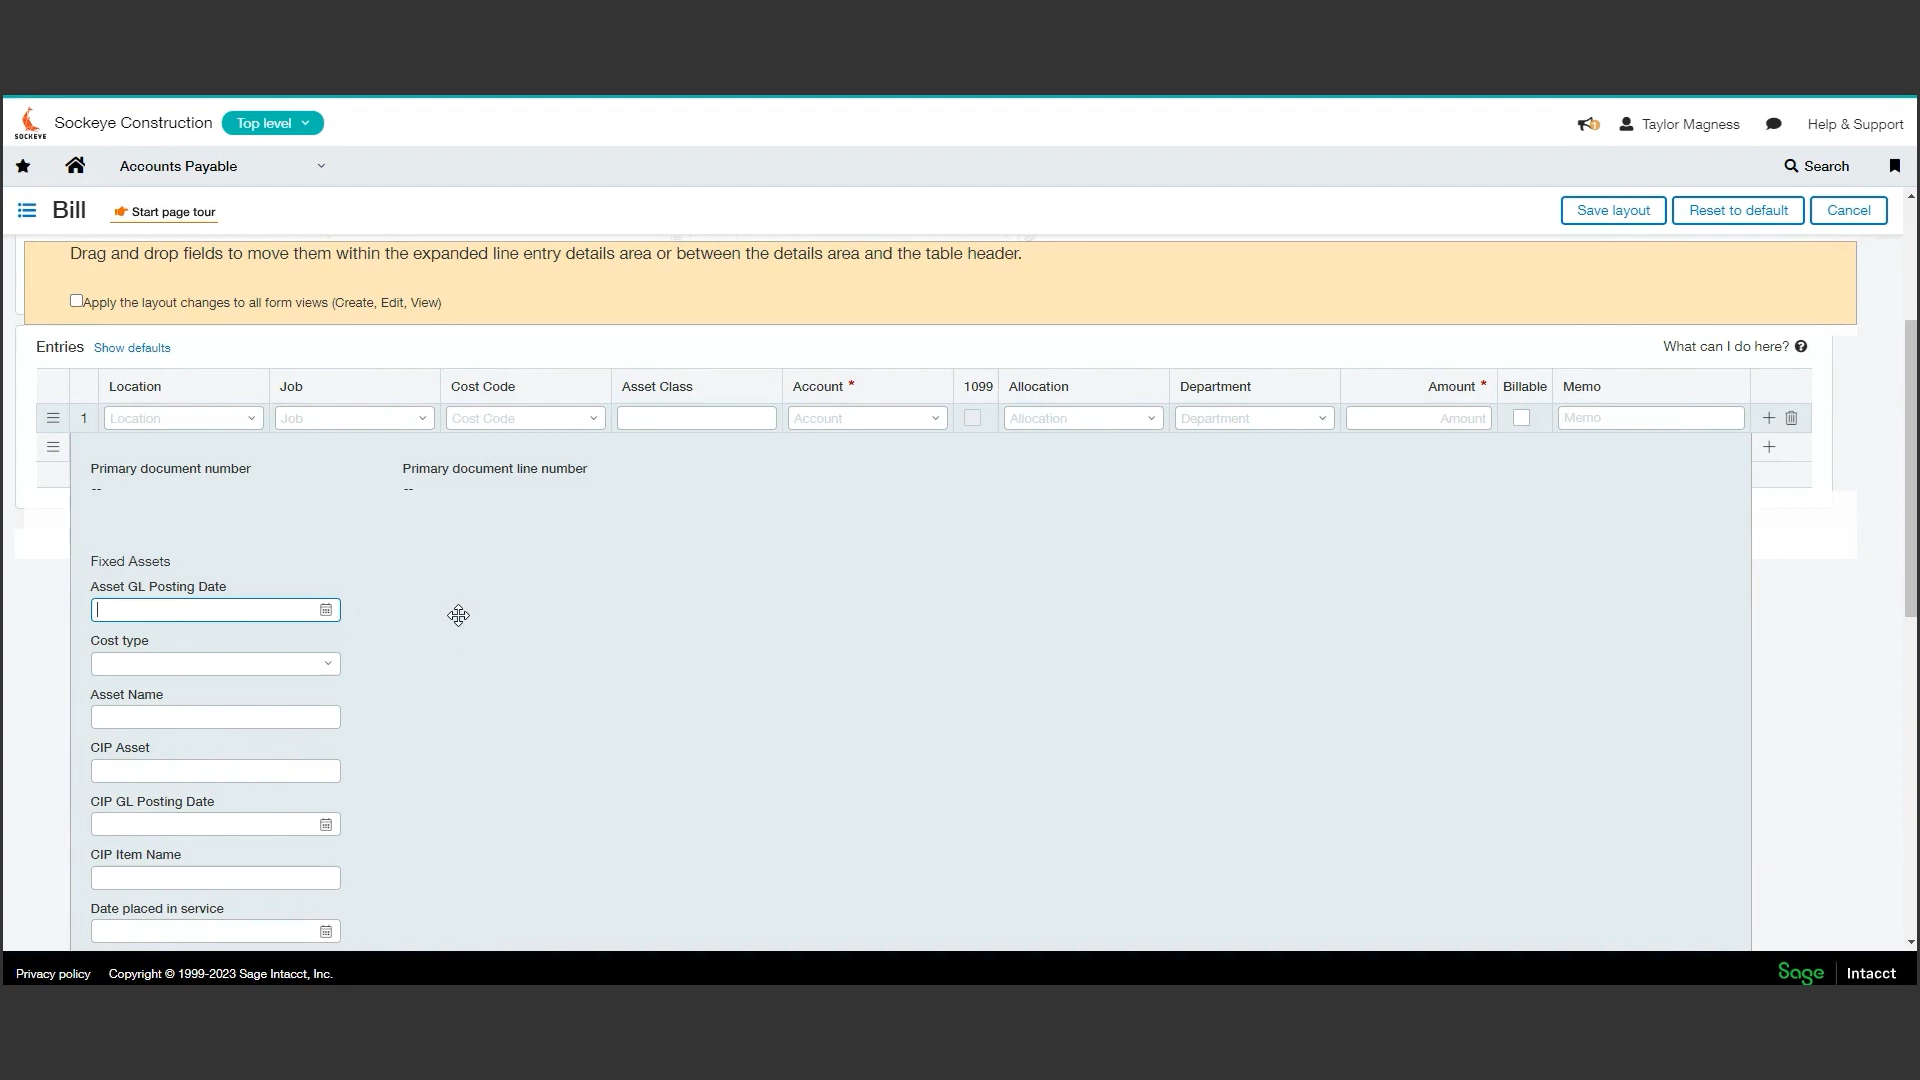 SOCKEYE
Sockeye Construction
Top level
Taylor Magness
Help & Support
Accounts Payable
Search
Bill
Start page tour
Save layout
Reset to default
Cancel
Drag and drop fields to move them within the expanded line entry details area or between the details area and the table header.
Apply the layout changes to all form views (Create, Edit, View)
Entries Show defaults
What can I do here?
Location Job Cost Code Asset Class Account * 1099 Allocation Department Amount * Billable Memo
1 Location Job Cost Code Account Allocation Department Amount Memo
Primary document number Primary document line number
-- --
Fixed Assets
Asset GL Posting Date
Cost type
Asset Name
CIP Asset
CIP GL Posting Date
CIP Item Name
Date placed in service
Privacy policy Copyright © 1999-2023 Sage Intacct, Inc.
Sage Intacct